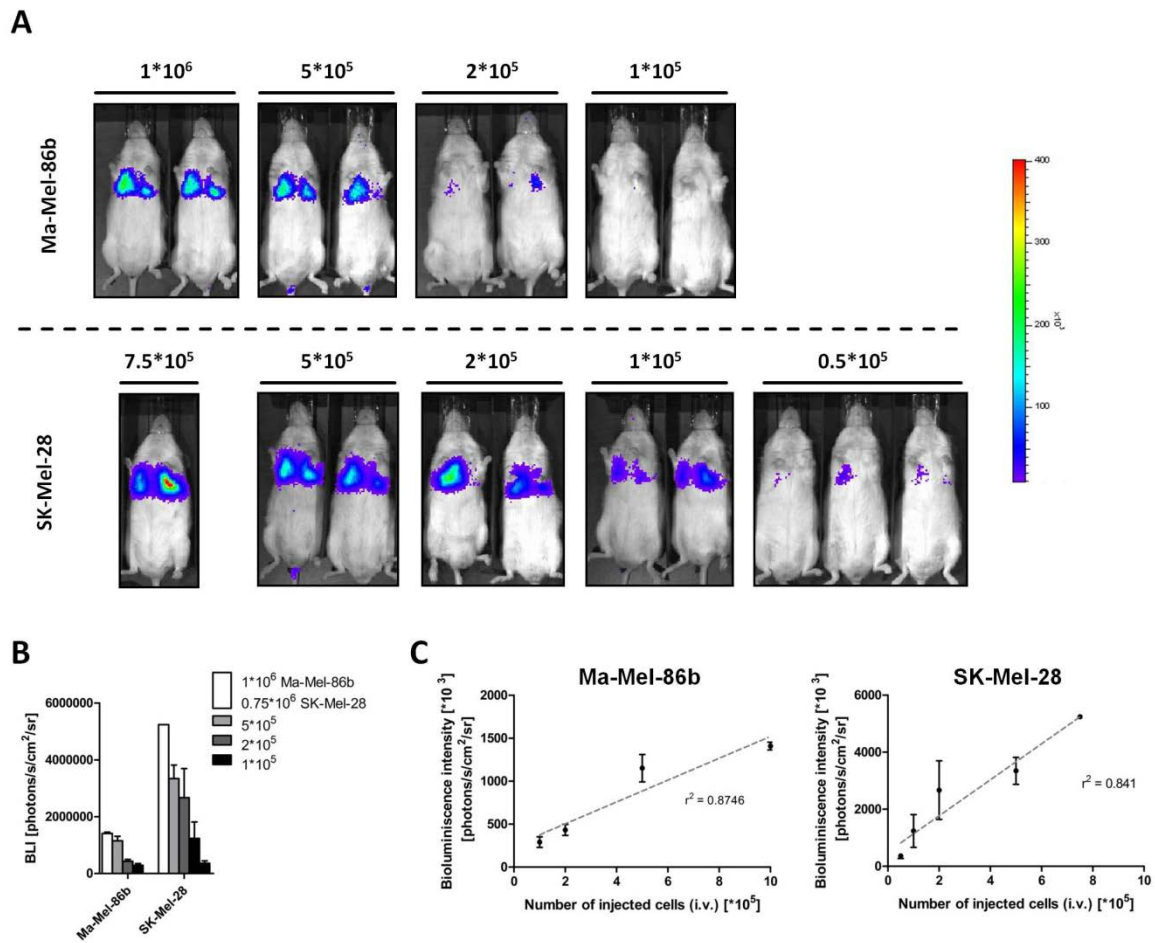 A
1*10⁶ 5*10⁵ 2*10⁵ 1*10⁵
Ma-Mel-86b
400
300
200
100
×10³
7.5*10⁵ 5*10⁵ 2*10⁵ 1*10⁵ 0.5*10⁵
SK-Mel-28
B
1*10⁶ Ma-Mel-86b
0.75*10⁶ SK-Mel-28
5*10⁵
2*10⁵
1*10⁵
BLI [photons/s/cm²/sr]
6000000
4000000
2000000
0
Ma-Mel-86b
SK-Mel-28
C
Ma-Mel-86b
Bioluminiscence intensity [*10 ³]
[photons/s/cm²/sr]
2000
1500
1000
500
0
r² = 0.8746
0 2 4 6 8 10
Number of injected cells (i.v.) [*10⁵]
SK-Mel-28
Bioluminiscence intensity [*10 ³]
[photons/s/cm²/sr]
6000
4000
2000
0
r² = 0.841
0 2 4 6 8 10
Number of injected cells (i.v.) [*10⁵]